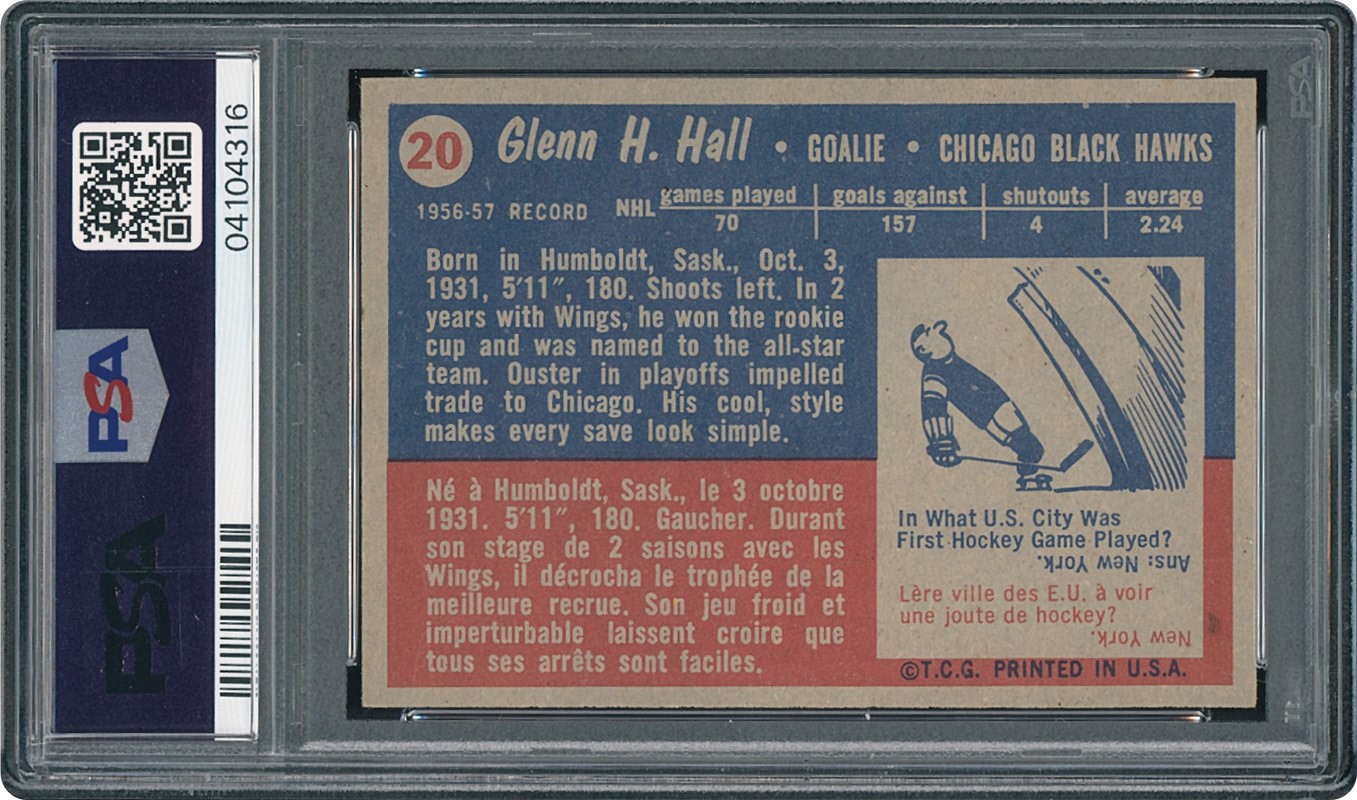 PSA
04104316
PSA
PSA
20 Glenn H. Hall • GOALIE • CHICAGO BLACK HAWKS
1956-57 RECORD NHL games played goals against shutouts average
70 157 4 2.24
Born in Humboldt, Sask., Oct. 3,
1931, 5'11", 180. Shoots left. In 2
years with Wings, he won the rookie
cup and was named to the all-star
team. Ouster in playoffs impelled
trade to Chicago. His cool, style
makes every save look simple.
Né à Humboldt, Sask., le 3 octobre
1931. 5'11", 180. Gaucher. Durant
son stage de 2 saisons avec les
Wings, il décrocha le trophée de la
meilleure recrue. Son jeu froid et
imperturbable laissent croire que
tous ses arrêts sont faciles.
In What U.S. City Was
First Hockey Game Played?
Ans: New York.
Lère ville des E.U. à voir
une joute de hockey?
New York.
©T.C.G. PRINTED IN U.S.A.